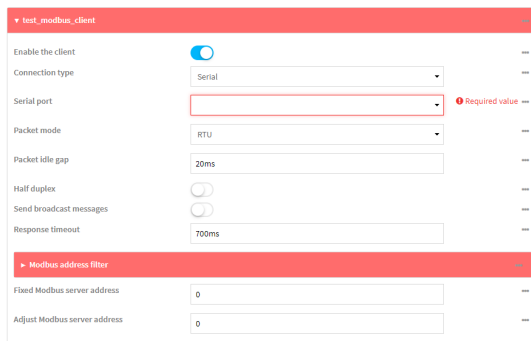 ▼ test_modbus_client
Enable the client
Connection type
Serial
Serial port
Required value
Packet mode
RTU
Packet idle gap
20ms
Half duplex
Send broadcast messages
Response timeout
700ms
► Modbus address filter
Fixed Modbus server address
0
Adjust Modbus server address
0